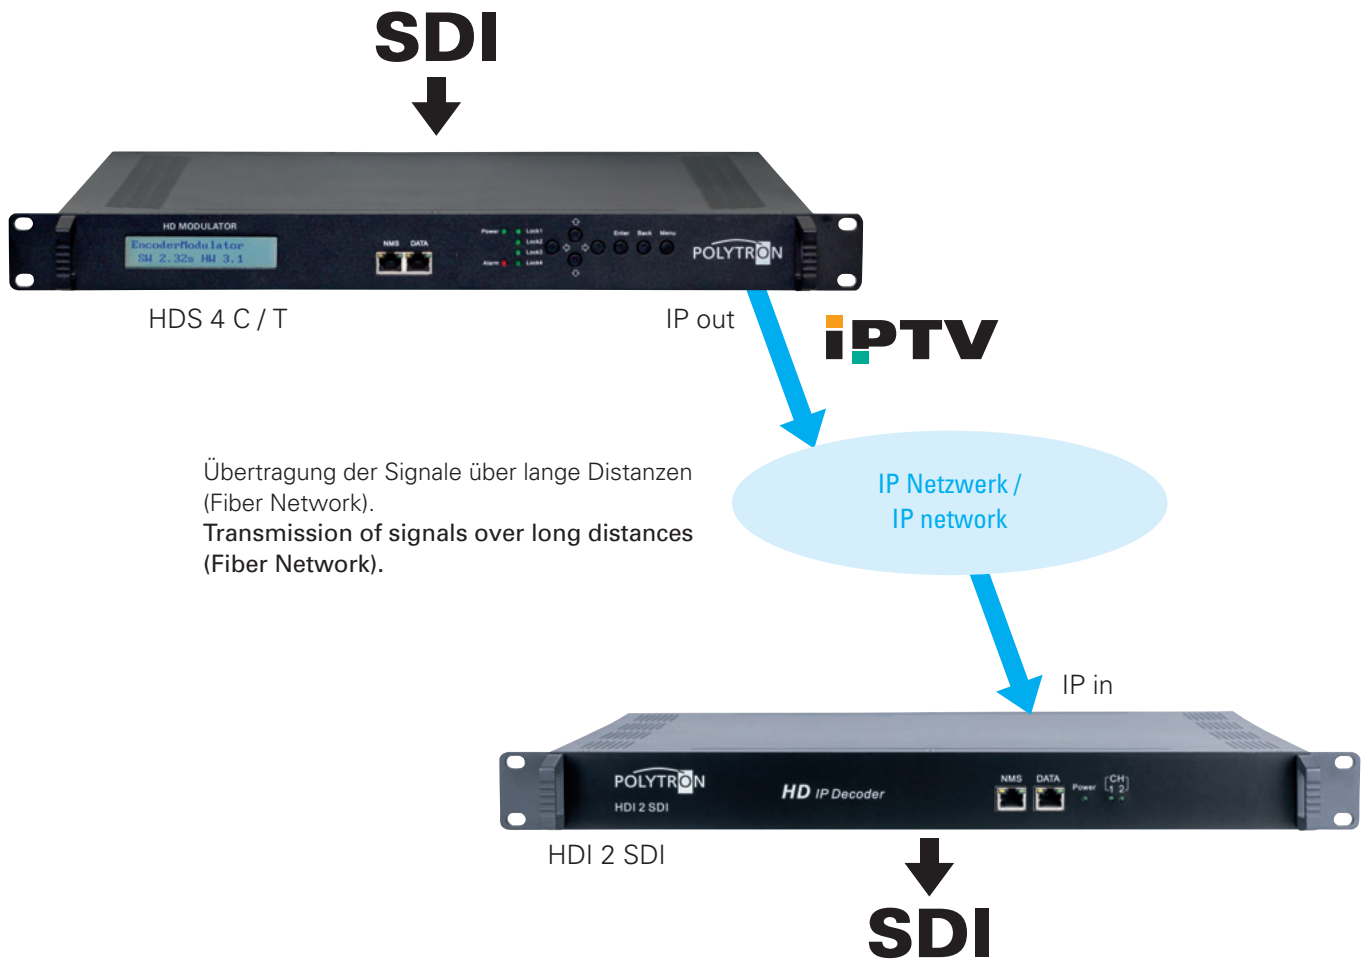 SDI
HD MODULATOR
EncoderModulator
SW 2.32s HW 3.1
NMS DATA
Power
Alarm
Lock1
Lock2
Lock3
Lock4
Enter Back Menu
POLYTRON
HDS 4 C / T
IP out
iPTV
Übertragung der Signale über lange Distanzen
(Fiber Network).
Transmission of signals over long distances
(Fiber Network).
IP Netzwerk /
IP network
IP in
POLYTRON
HDI 2 SDI
HD IP Decoder
NMS DATA
Power
CH
1 2
HDI 2 SDI
SDI